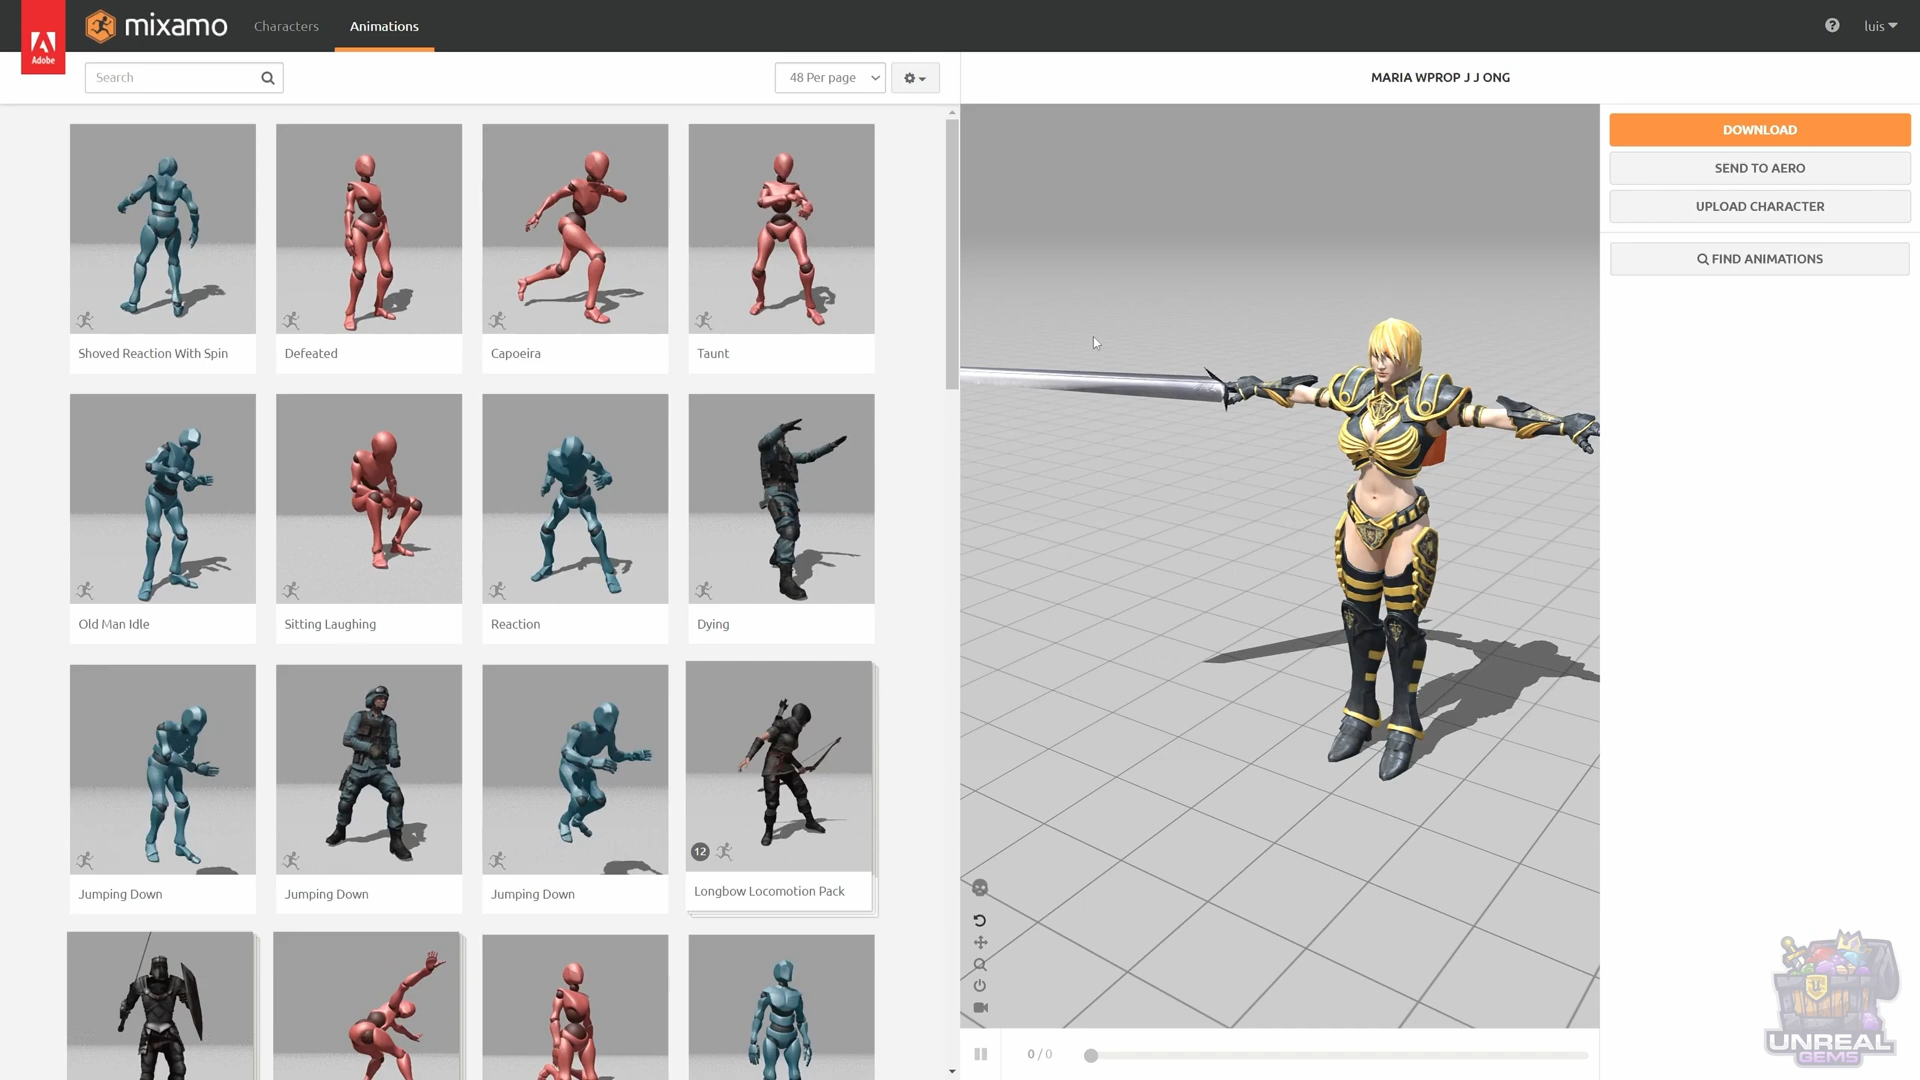 Adobe
mixamo
Characters
Animations
luis
Search
48 Per page
MARIA WPROP J J ONG
DOWNLOAD
SEND TO AERO
UPLOAD CHARACTER
FIND ANIMATIONS
Shoved Reaction With Spin
Defeated
Capoeira
Taunt
Old Man Idle
Sitting Laughing
Reaction
Dying
Jumping Down
Jumping Down
Jumping Down
12
Longbow Locomotion Pack
0 / 0
UNREAL
GEMS